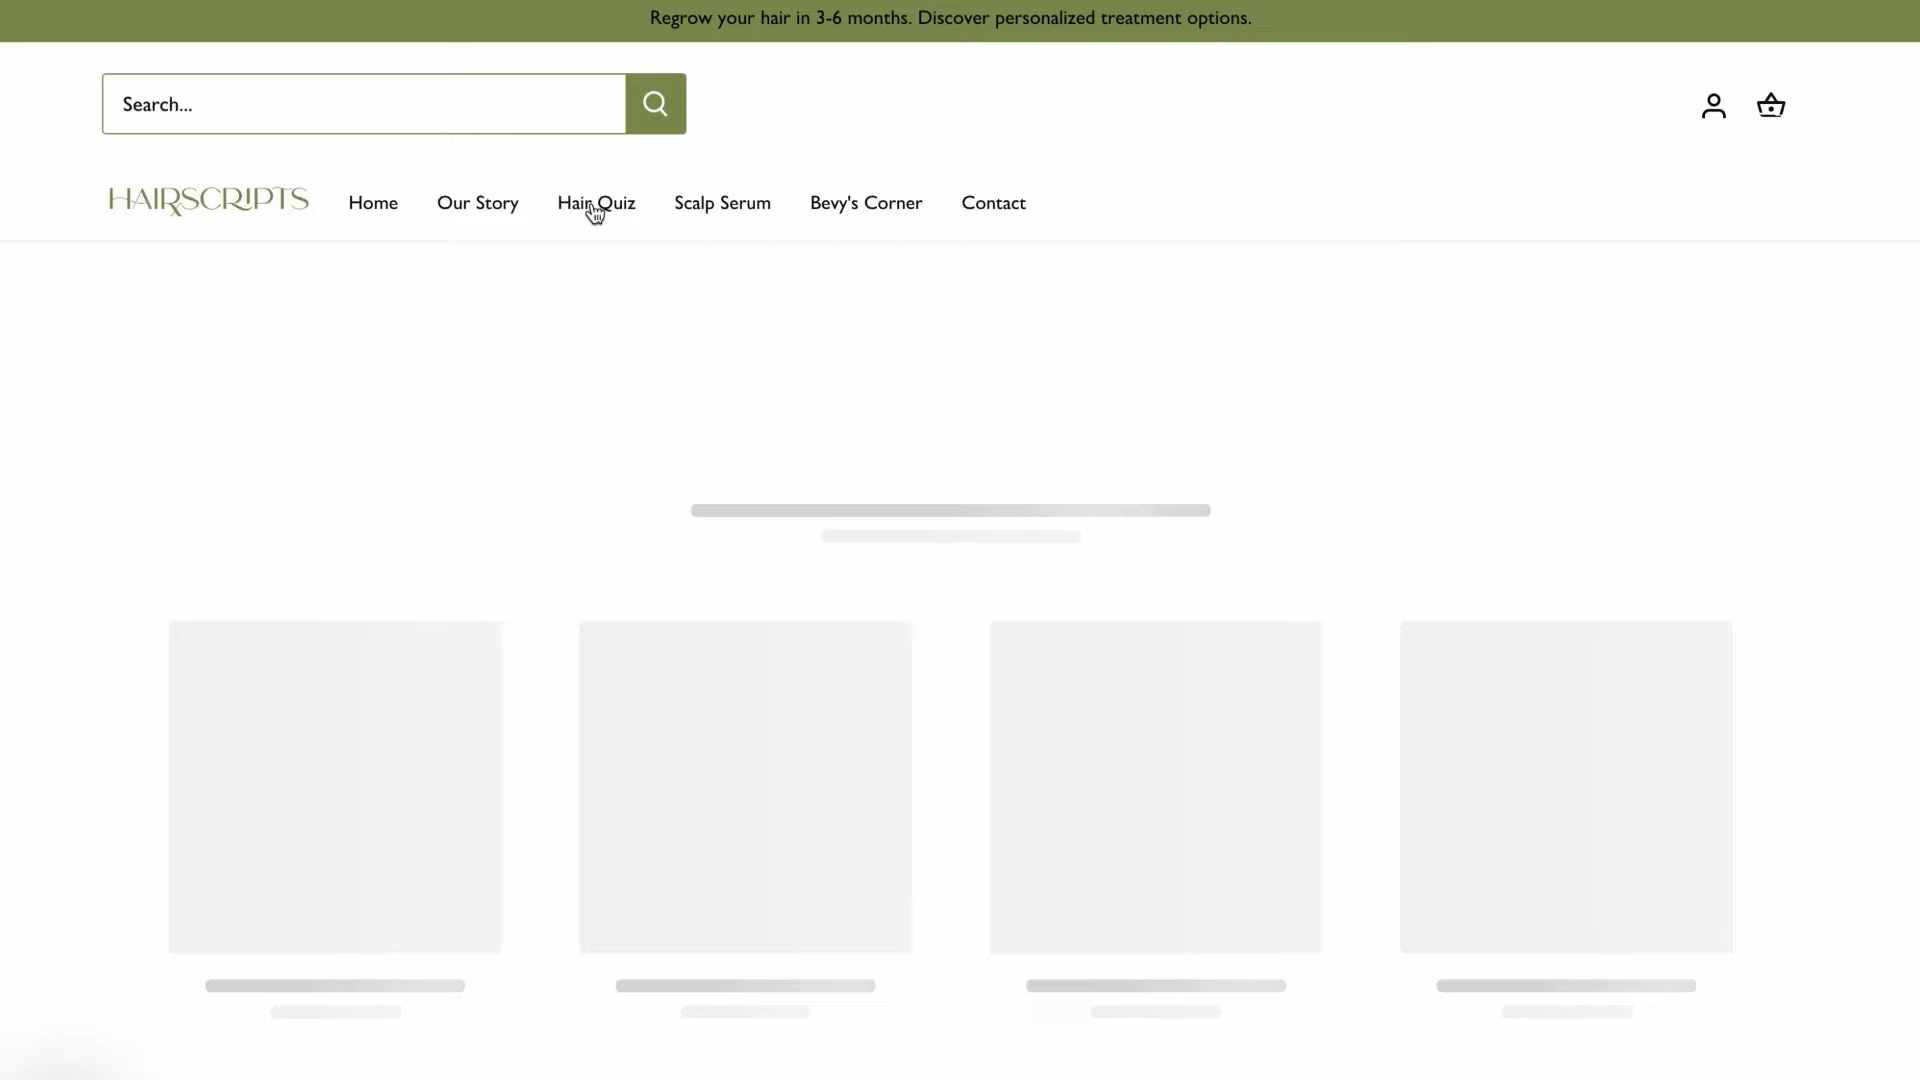 Regrow your hair in 3-6 months. Discover personalized treatment options.
Search...
HAIRSCRIPTS
Home
Our Story
Hair Quiz
Scalp Serum
Bevy's Corner
Contact